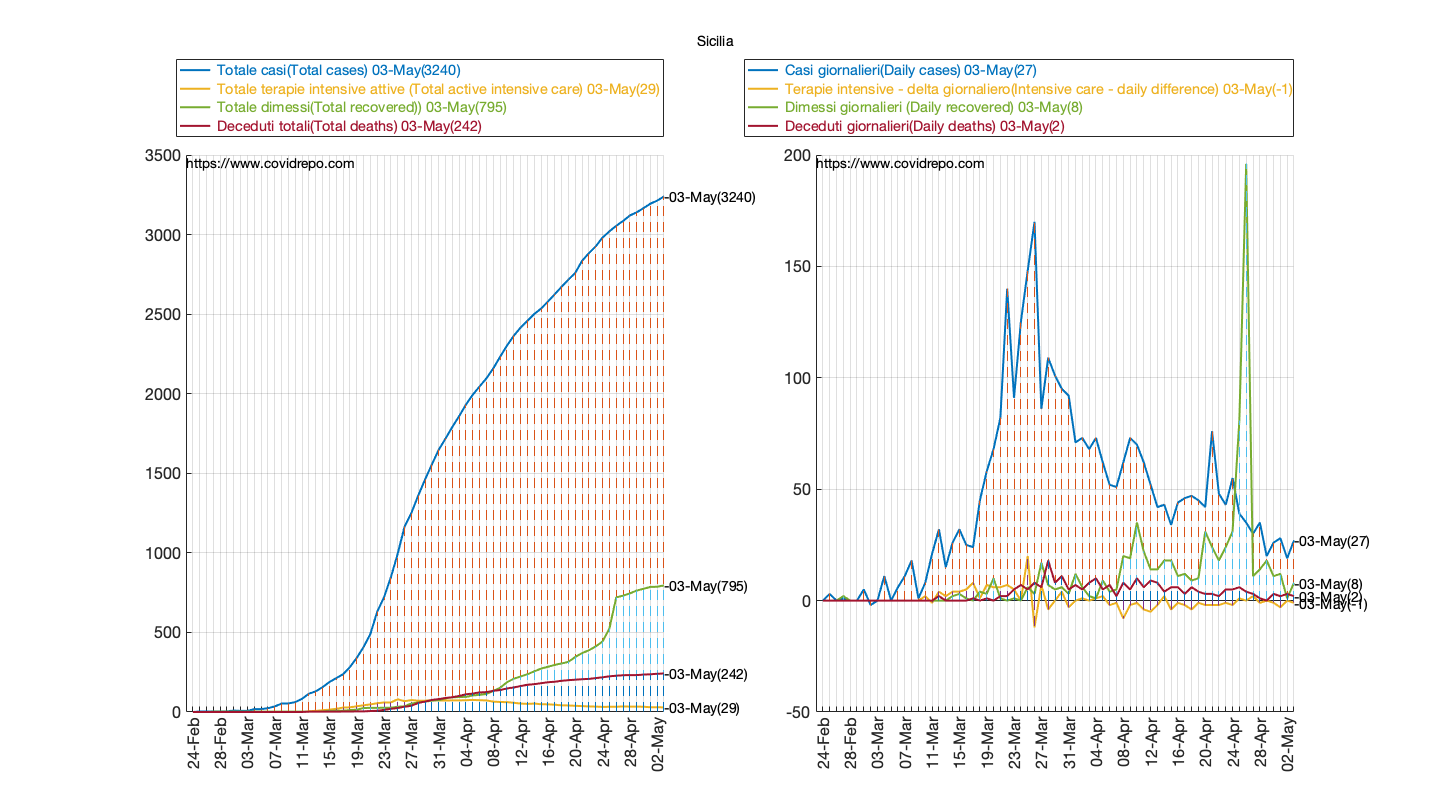 Sicilia
Totale casi(Total cases) 03-May(3240)
Totale terapie intensive attive (Total active intensive care) 03-May(29)
Totale dimessi(Total recovered)) 03-May(795)
Deceduti totali(Total deaths) 03-May(242)
https://www.covidrepo.com
3500
3000
2500
2000
1500
1000
500
0
03-May(3240)
03-May(795)
03-May(242)
03-May(29)
24-Feb
28-Feb
03-Mar
07-Mar
11-Mar
15-Mar
19-Mar
23-Mar
27-Mar
31-Mar
04-Apr
08-Apr
12-Apr
16-Apr
20-Apr
24-Apr
28-Apr
02-May
Casi giornalieri(Daily cases) 03-May(27)
Terapie intensive - delta giornaliero(Intensive care - daily difference) 03-May(-1)
Dimessi giornalieri (Daily recovered) 03-May(8)
Deceduti giornalieri(Daily deaths) 03-May(2)
https://www.covidrepo.com
200
150
100
50
0
-50
03-May(27)
03-May(8)
03-May(2)
03-May(-1)
24-Feb
28-Feb
03-Mar
07-Mar
11-Mar
15-Mar
19-Mar
23-Mar
27-Mar
31-Mar
04-Apr
08-Apr
12-Apr
16-Apr
20-Apr
24-Apr
28-Apr
02-May